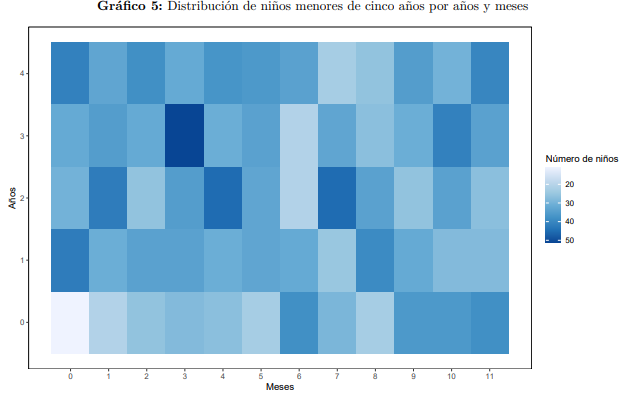 Gráfico 5: Distribución de niños menores de cinco años por años y meses
4
3
2
1
0
Años
0 1 2 3 4 5 6 7 8 9 10 11
Meses
Número de niños
20
30
40
50